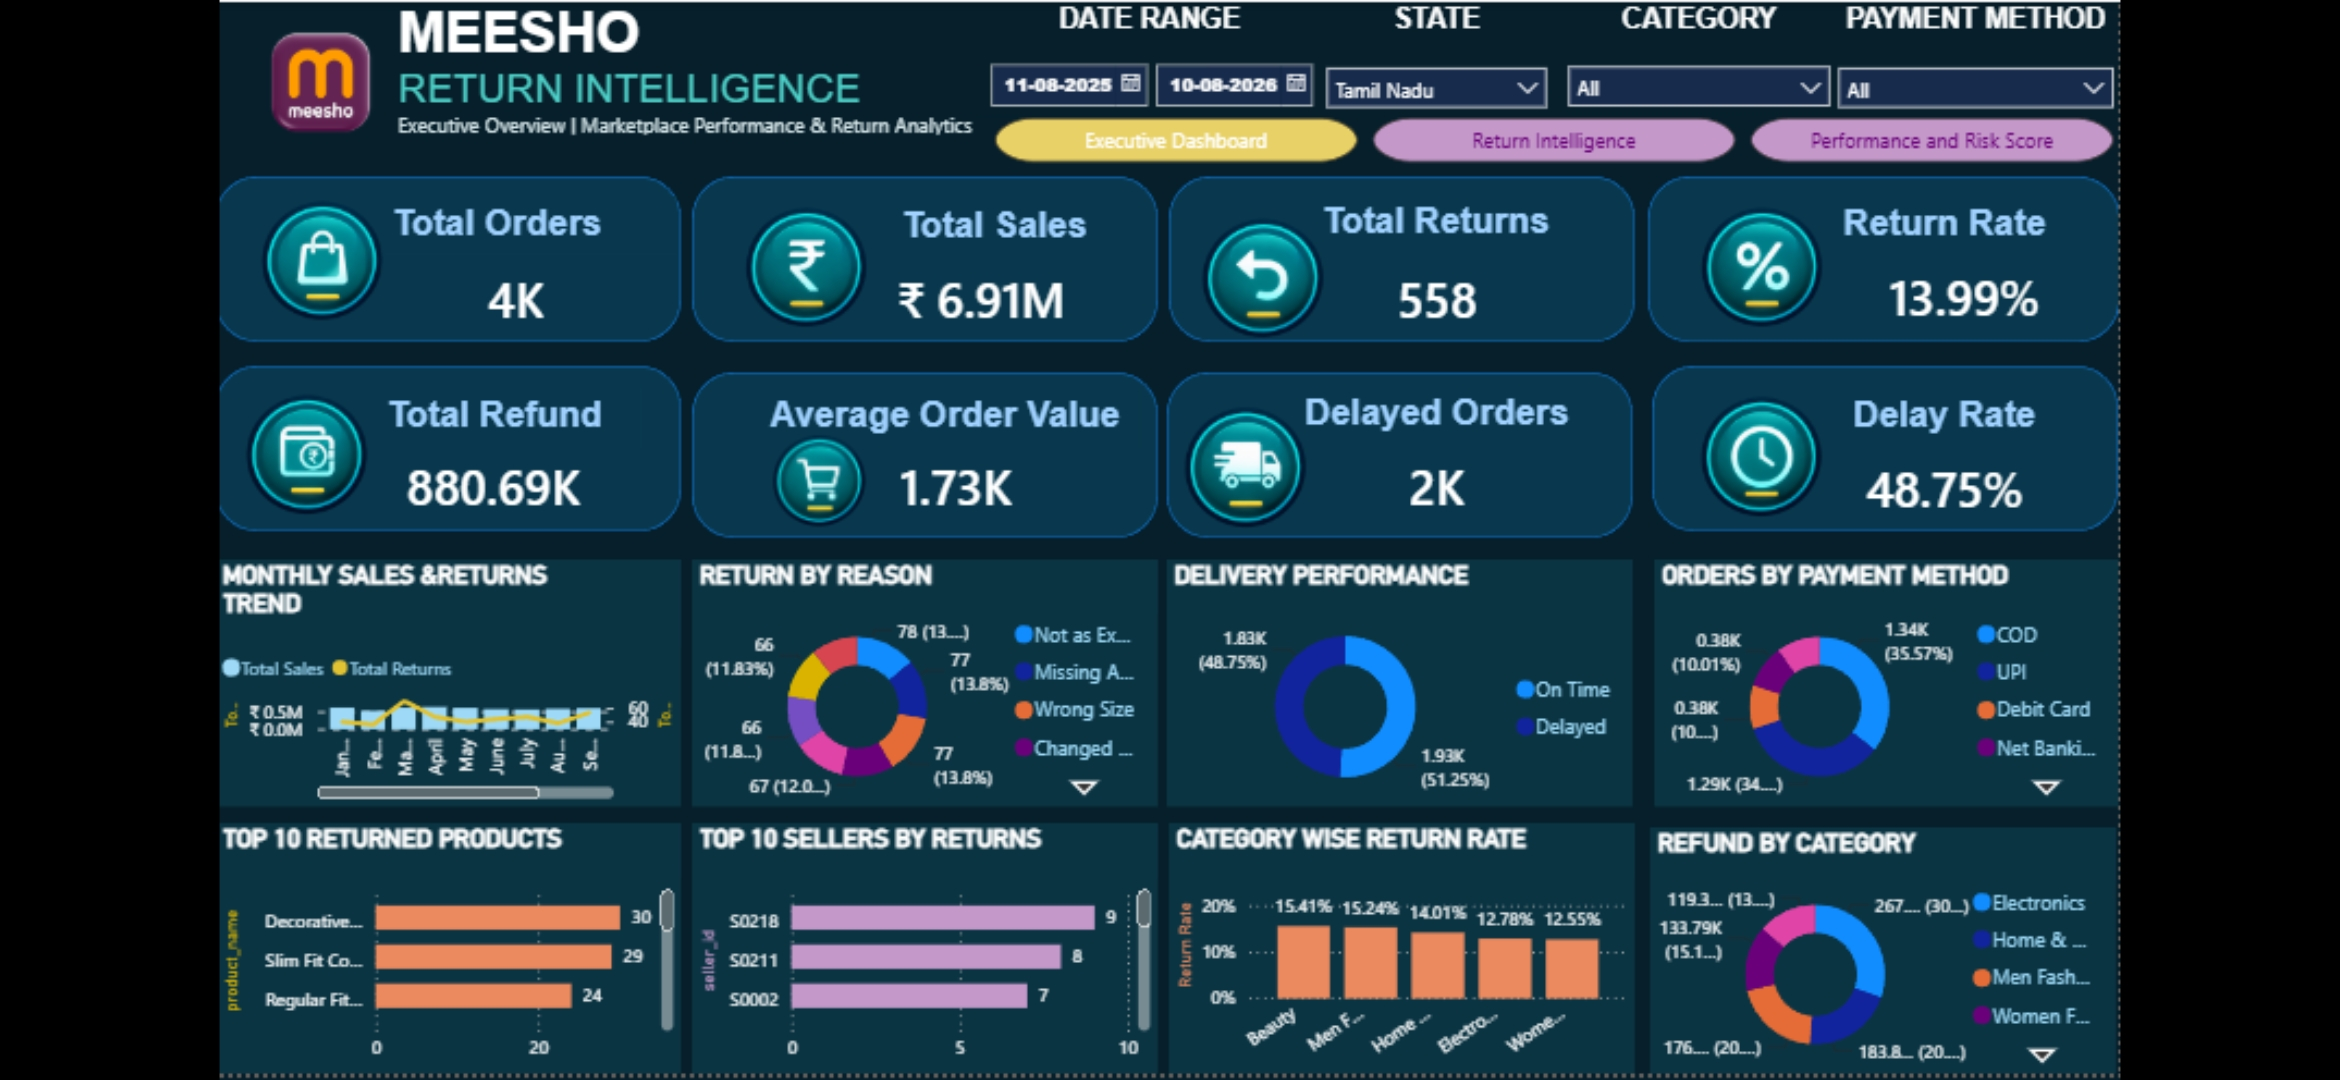 MEESHO
RETURN INTELLIGENCE
Executive Overview | Marketplace Performance & Return Analytics
meesho
DATE RANGE
STATE
CATEGORY
PAYMENT METHOD
11-08-2025
10-08-2026
Tamil Nadu
All
All
Executive Dashboard
Return Intelligence
Performance and Risk Score
Total Orders
4K
Total Sales
₹ 6.91M
Total Returns
558
Return Rate
13.99%
Total Refund
880.69K
Average Order Value
1.73K
Delayed Orders
2K
Delay Rate
48.75%
MONTHLY SALES &RETURNS
TREND
Total Sales
Total Returns
To..
₹ 0.5M
₹ 0.0M
60
40
To..
Jan...
Fe...
Ma...
April
May
June
July
Au...
Se...
RETURN BY REASON
78 (13....)
77
(13.8%)
77
(13.8%)
67 (12.0...)
66
(11.8...)
66
(11.83%)
Not as Ex...
Missing A...
Wrong Size
Changed ...
DELIVERY PERFORMANCE
1.83K
(48.75%)
1.93K
(51.25%)
On Time
Delayed
ORDERS BY PAYMENT METHOD
0.38K
(10.01%)
0.38K
(10....)
1.29K (34....)
1.34K
(35.57%)
COD
UPI
Debit Card
Net Banki...
TOP 10 RETURNED PRODUCTS
product_name
Decorative...
30
Slim Fit Co...
29
Regular Fit...
24
0
20
TOP 10 SELLERS BY RETURNS
seller_id
S0218
9
S0211
8
S0002
7
0
5
10
CATEGORY WISE RETURN RATE
Return Rate
20%
10%
0%
15.41%
15.24%
14.01%
12.78%
12.55%
Beauty
Men F...
Home ...
Electro...
Wome...
REFUND BY CATEGORY
119.3... (13....)
133.79K
(15.1...)
176.... (20....)
183.8... (20....)
267.... (30...)
Electronics
Home & ...
Men Fash...
Women F...